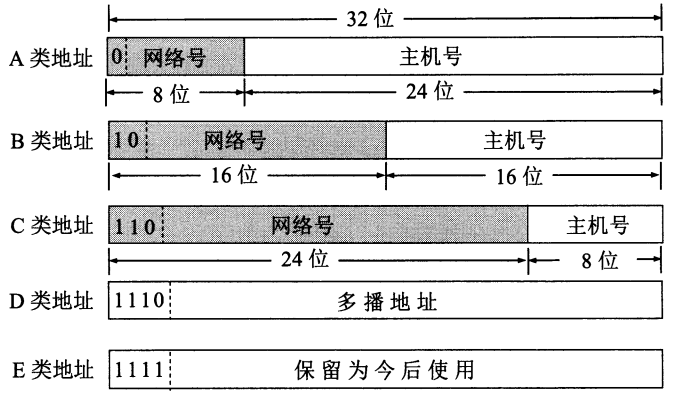 32 位
A 类地址 0 网络号 主机号
8 位 24 位
B 类地址 10 网络号 主机号
16 位 16 位
C 类地址 110 网络号 主机号
24 位 8 位
D 类地址 1110 多播地址
E 类地址 1111 保留为今后使用